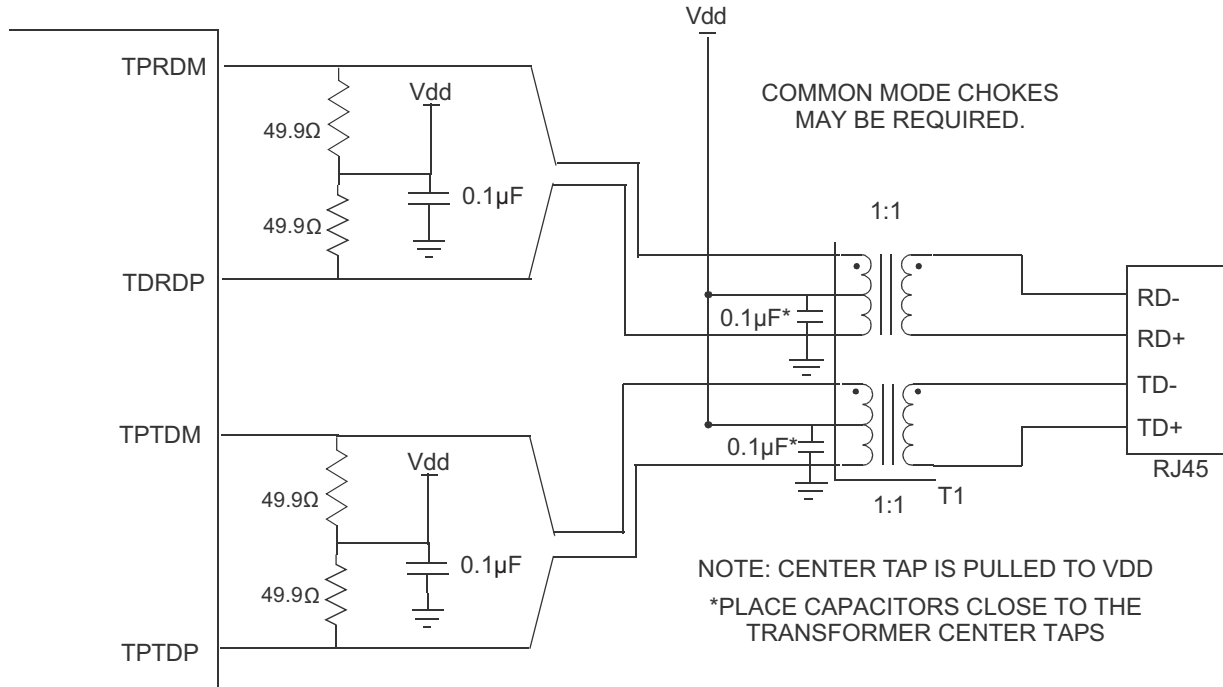 Vdd
TPRDM
Vdd
COMMON MODE CHOKES
MAY BE REQUIRED.
49.9Ω
0.1µF
49.9Ω
1:1
TDRDP
RD-
0.1µF*
RD+
TD-
TPTDM
TD+
0.1µF*
Vdd
RJ45
49.9Ω
1:1
T1
0.1µF
NOTE: CENTER TAP IS PULLED TO VDD
49.9Ω
*PLACE CAPACITORS CLOSE TO THE
TRANSFORMER CENTER TAPS
TPTDP